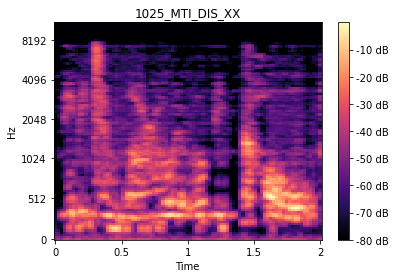 1025_MTI_DIS_XX
8192
4096
2048
1024
512
0
Hz
0
0.5
1
1.5
2
Time
-10 dB
-20 dB
-30 dB
-40 dB
-50 dB
-60 dB
-70 dB
-80 dB